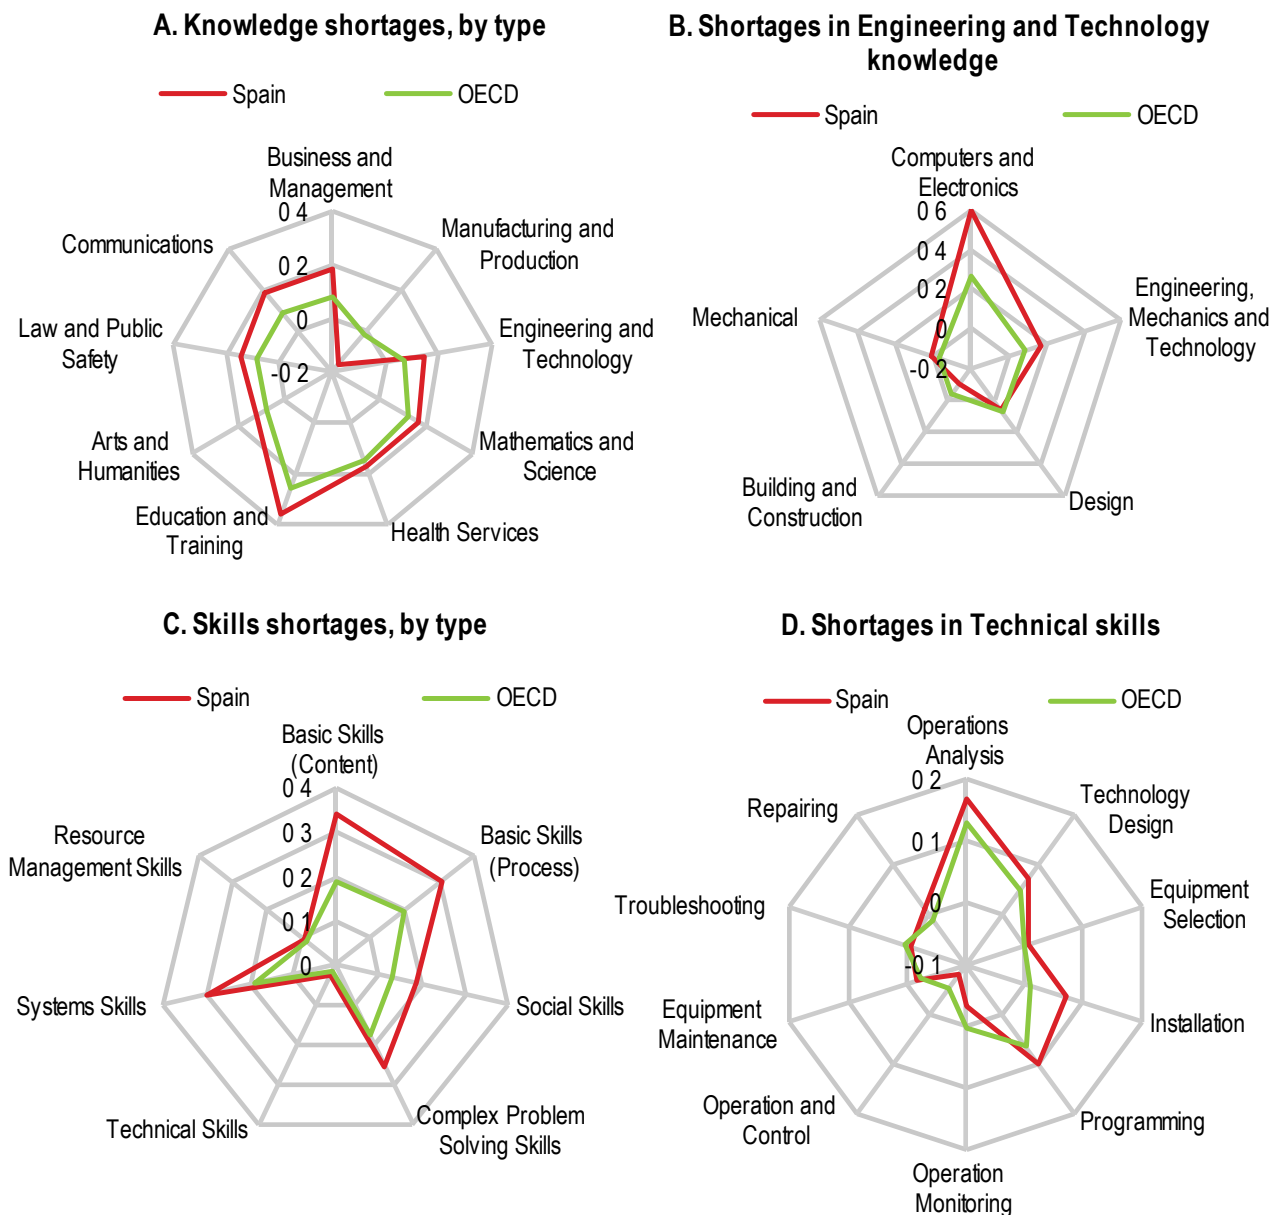 A. Knowledge shortages, by type
Spain
OECD
Business and
Management
Manufacturing and
Production
Engineering and
Technology
Mathematics and
Science
Health Services
Education and
Training
Arts and
Humanities
Law and Public
Safety
Communications
0 4
0 2
0
-0 2
B. Shortages in Engineering and Technology
knowledge
Spain
OECD
Computers and
Electronics
Engineering,
Mechanics and
Technology
Design
Building and
Construction
Mechanical
0 6
0 4
0 2
0
-0 2
C. Skills shortages, by type
Spain
OECD
Basic Skills
(Content)
Basic Skills
(Process)
Social Skills
Complex Problem
Solving Skills
Technical Skills
Systems Skills
Resource
Management Skills
0 4
0 3
0 2
0 1
0
D. Shortages in Technical skills
Spain
OECD
Operations
Analysis
Technology
Design
Equipment
Selection
Installation
Programming
Operation
Monitoring
Operation and
Control
Equipment
Maintenance
Troubleshooting
Repairing
0 2
0 1
0
-0 1